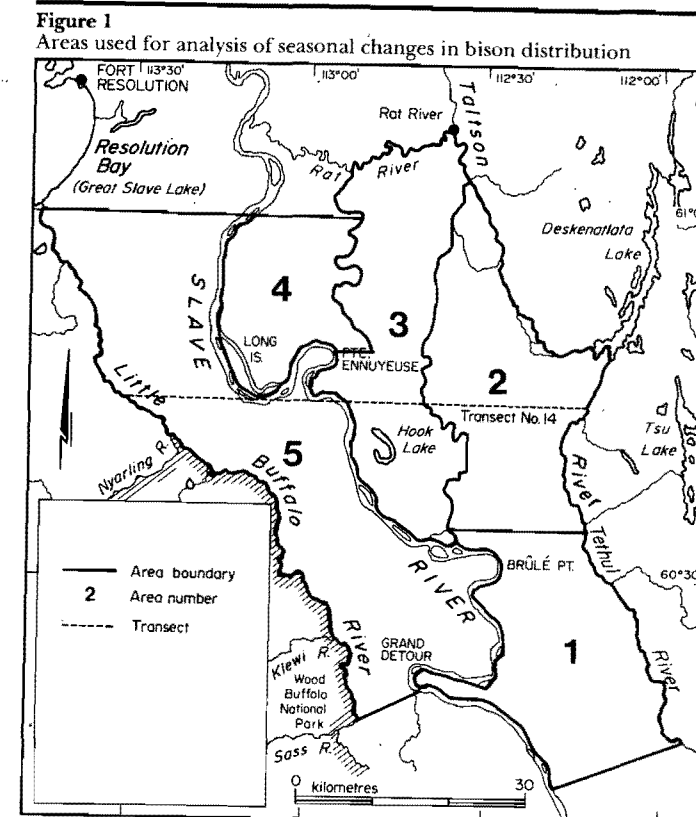 Figure 1
Areas used for analysis of seasonal changes in bison distribution
FORT
RESOLUTION
113°30'
113°00'
112°30'
112°00'
Rat River
Taltson
Resolution
Bay
(Great Slave Lake)
Rat River
61°
Deskenatlata
Lake
SLAVE
4
3
LONG
IS.
PTE.
ENNUYEUSE
2
Transect No. 14
Little
Hook
Lake
Tsu
Lake
5
Nyarling R.
Buffalo
River
Area boundary
2 Area number
Transect
RIVER
BRÛLÉ PT.
Tethul
60°30
River
GRAND
DETOUR
1
Klewi R.
River
Wood
Buffalo
National
Park
Sass R.
0 kilometres 30